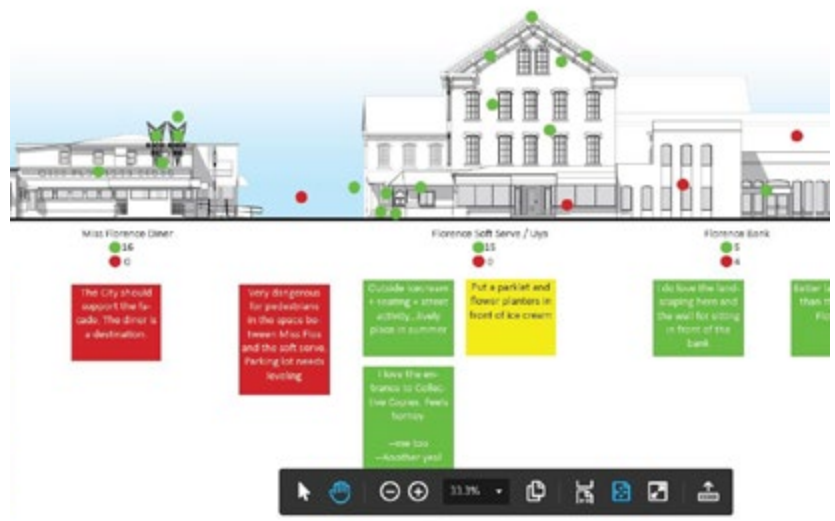 Miss Florence Diner
16
0
Florence Soft Serve / Uys
15
0
Florence Bank
5
4
The City should
support the fa-
cade. The diner is
a destination.
Very dangerous
for pedestrians
in the space be-
tween Miss Floo
and the soft serve.
Parking lot needs
leveling
Outside icecream
+ seating + street
activity...lively
place in summer
Put a parklet and
flower planters in
front of ice cream
I love the en-
trance to Collec-
tive Copies. Feels
homey
--me too
--Another yes!
I do love the land-
scaping here and
the wall for sitting
in front of the
bank
than
Flo
33.3%